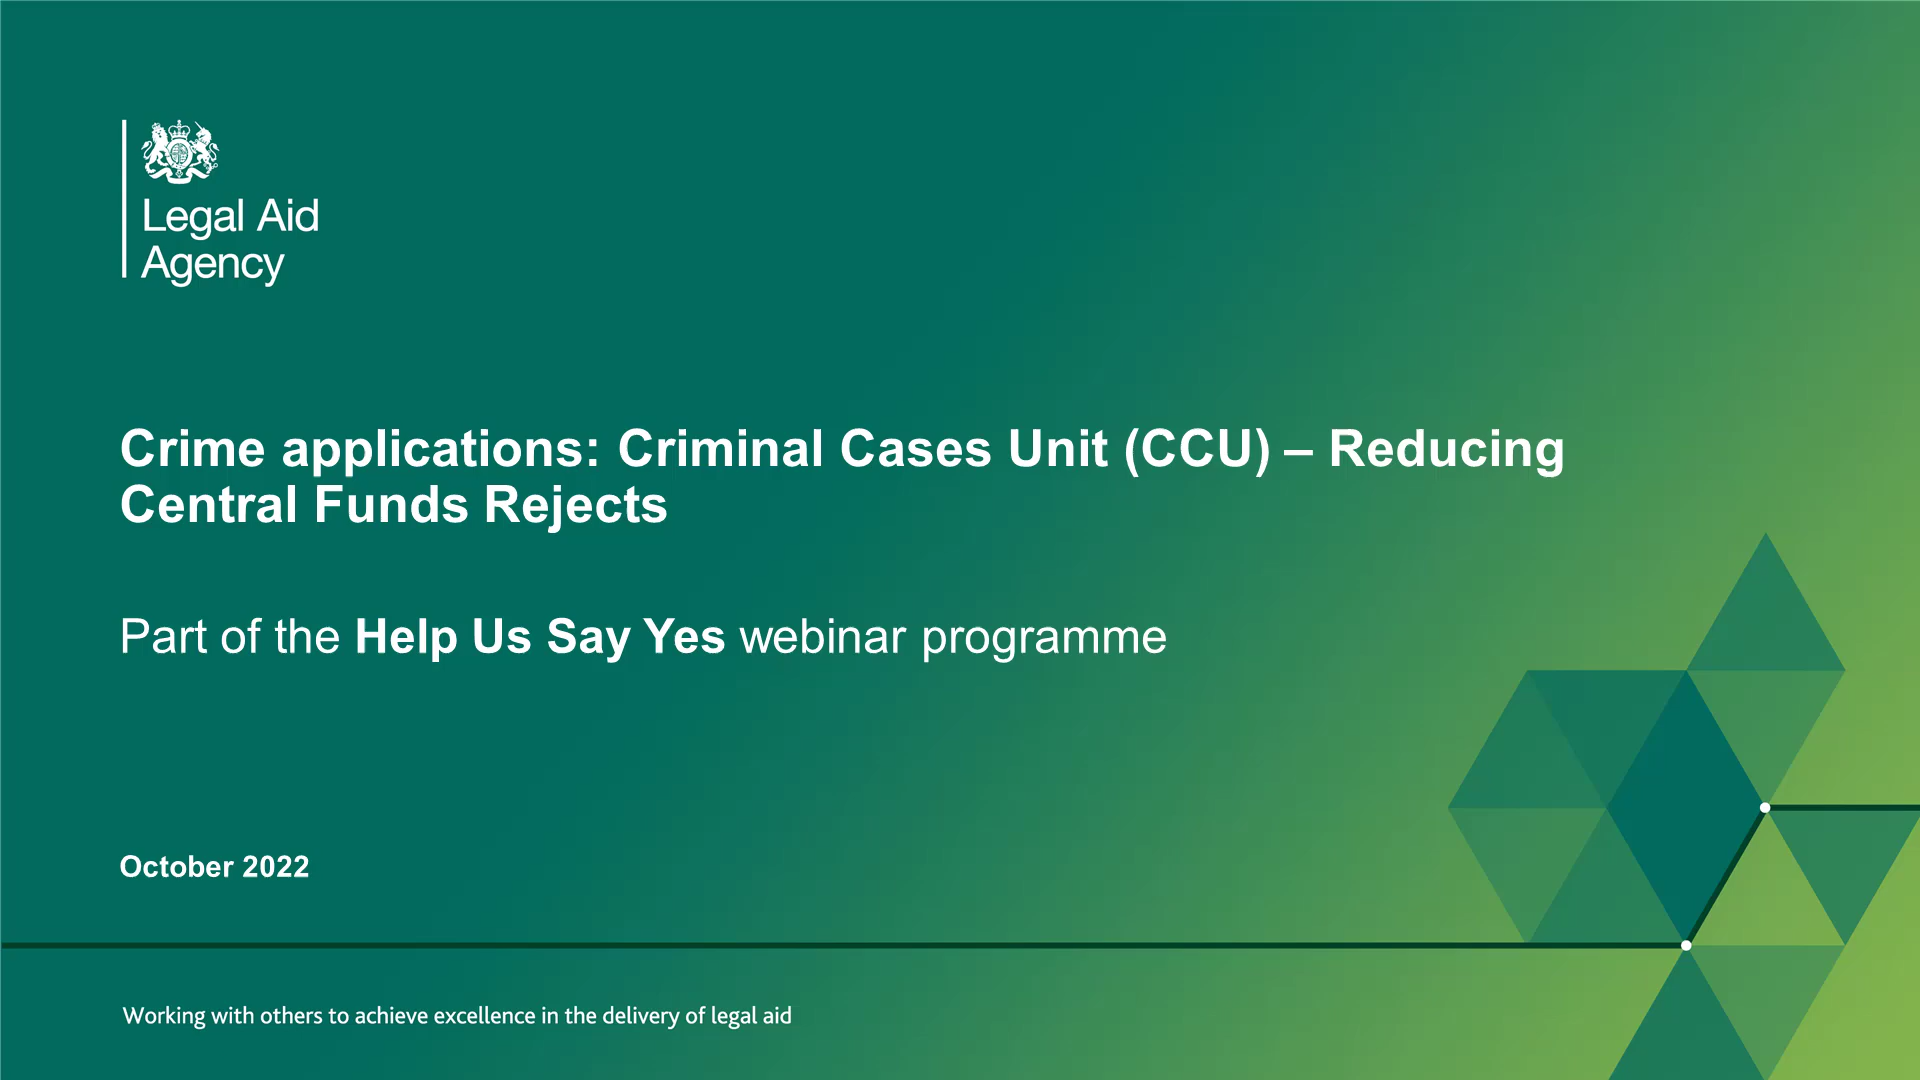 Legal Aid
Agency
Crime applications: Criminal Cases Unit (CCU) – Reducing
Central Funds Rejects
Part of the Help Us Say Yes webinar programme
October 2022
Working with others to achieve excellence in the delivery of legal aid